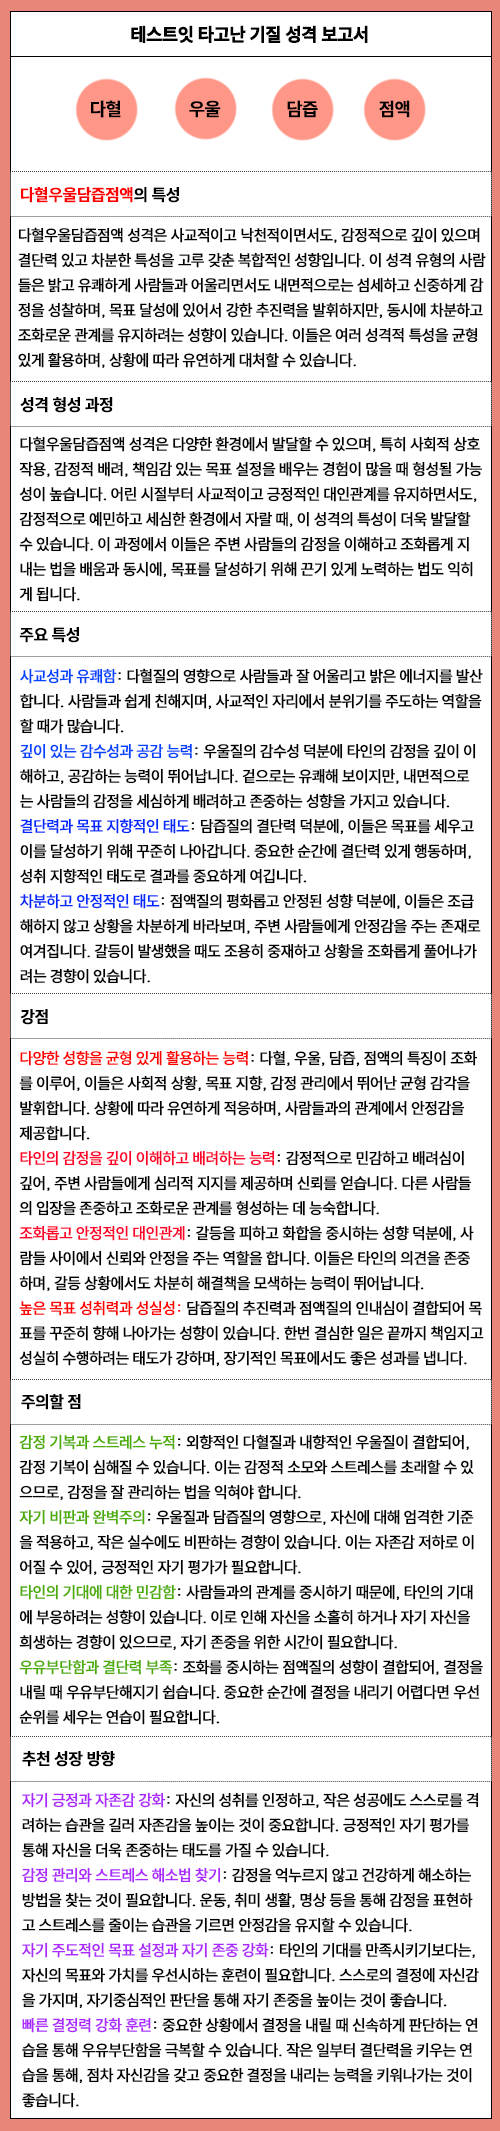 테스트잇 타고난 기질 성격 보고서
다혈 우울 담즙 점액
다혈우울담즙점액의 특성
다혈우울담즙점액 성격은 사교적이고 낙천적이면서도, 감정적으로 깊이 있으며
결단력 있고 차분한 특성을 고루 갖춘 복합적인 성향입니다. 이 성격 유형의 사람
들은 밝고 유쾌하게 사람들과 어울리면서도 내면적으로는 섬세하고 신중하게 감
정을 성찰하며, 목표 달성에 있어서 강한 추진력을 발휘하지만, 동시에 차분하고
조화로운 관계를 유지하려는 성향이 있습니다. 이들은 여러 성격적 특성을 균형
있게 활용하며, 상황에 따라 유연하게 대처할 수 있습니다.
성격 형성 과정
다혈우울담즙점액 성격은 다양한 환경에서 발달할 수 있으며, 특히 사회적 상호
작용, 감정적 배려, 책임감 있는 목표 설정을 배우는 경험이 많을 때 형성될 가능
성이 높습니다. 어린 시절부터 사교적이고 긍정적인 대인관계를 유지하면서도,
감정적으로 예민하고 세심한 환경에서 자랄 때, 이 성격의 특성이 더욱 발달할
수 있습니다. 이 과정에서 이들은 주변 사람들의 감정을 이해하고 조화롭게 지
내는 법을 배움과 동시에, 목표를 달성하기 위해 끈기 있게 노력하는 법도 익히
게 됩니다.
주요 특성
사교성과 유쾌함: 다혈질의 영향으로 사람들과 잘 어울리고 밝은 에너지를 발산
합니다. 사람들과 쉽게 친해지며, 사교적인 자리에서 분위기를 주도하는 역할을
할 때가 많습니다.
깊이 있는 감수성과 공감 능력: 우울질의 감수성 덕분에 타인의 감정을 깊이 이
해하고, 공감하는 능력이 뛰어납니다. 겉으로는 유쾌해 보이지만, 내면적으로
는 사람들의 감정을 세심하게 배려하고 존중하는 성향을 가지고 있습니다.
결단력과 목표 지향적인 태도: 담즙질의 결단력 덕분에, 이들은 목표를 세우고
이를 달성하기 위해 꾸준히 나아갑니다. 중요한 순간에 결단력 있게 행동하며,
성취 지향적인 태도로 결과를 중요하게 여깁니다.
차분하고 안정적인 태도: 점액질의 평화롭고 안정된 성향 덕분에, 이들은 조급
해하지 않고 상황을 차분하게 바라보며, 주변 사람들에게 안정감을 주는 존재로
여겨집니다. 갈등이 발생했을 때도 조용히 중재하고 상황을 조화롭게 풀어나가
려는 경향이 있습니다.
강점
다양한 성향을 균형 있게 활용하는 능력: 다혈, 우울, 담즙, 점액의 특징이 조화
를 이루어, 이들은 사회적 상황, 목표 지향, 감정 관리에서 뛰어난 균형 감각을
발휘합니다. 상황에 따라 유연하게 적응하며, 사람들과의 관계에서 안정감을
제공합니다.
타인의 감정을 깊이 이해하고 배려하는 능력: 감정적으로 민감하고 배려심이
깊어, 주변 사람들에게 심리적 지지를 제공하며 신뢰를 얻습니다. 다른 사람들
의 입장을 존중하고 조화로운 관계를 형성하는 데 능숙합니다.
조화롭고 안정적인 대인관계: 갈등을 피하고 화합을 중시하는 성향 덕분에, 사
람들 사이에서 신뢰와 안정을 주는 역할을 합니다. 이들은 타인의 의견을 존중
하며, 갈등 상황에서도 차분히 해결책을 모색하는 능력이 뛰어납니다.
높은 목표 성취력과 성실성: 담즙질의 추진력과 점액질의 인내심이 결합되어 목
표를 꾸준히 향해 나아가는 성향이 있습니다. 한번 결심한 일은 끝까지 책임지고
성실히 수행하려는 태도가 강하며, 장기적인 목표에서도 좋은 성과를 냅니다.
주의할 점
감정 기복과 스트레스 누적: 외향적인 다혈질과 내향적인 우울질이 결합되어,
감정 기복이 심해질 수 있습니다. 이는 감정적 소모와 스트레스를 초래할 수 있
으므로, 감정을 잘 관리하는 법을 익혀야 합니다.
자기 비판과 완벽주의: 우울질과 담즙질의 영향으로, 자신에 대해 엄격한 기준
을 적용하고, 작은 실수에도 비판하는 경향이 있습니다. 이는 자존감 저하로 이
어질 수 있어, 긍정적인 자기 평가가 필요합니다.
타인의 기대에 대한 민감함: 사람들과의 관계를 중시하기 때문에, 타인의 기대
에 부응하려는 성향이 있습니다. 이로 인해 자신을 소홀히 하거나 자기 자신을
희생하는 경향이 있으므로, 자기 존중을 위한 시간이 필요합니다.
우유부단함과 결단력 부족: 조화를 중시하는 점액질의 성향이 결합되어, 결정을
내릴 때 우유부단해지기 쉽습니다. 중요한 순간에 결정을 내리기 어렵다면 우선
순위를 세우는 연습이 필요합니다.
추천 성장 방향
자기 긍정과 자존감 강화: 자신의 성취를 인정하고, 작은 성공에도 스스로를 격
려하는 습관을 길러 자존감을 높이는 것이 중요합니다. 긍정적인 자기 평가를
통해 자신을 더욱 존중하는 태도를 가질 수 있습니다.
감정 관리와 스트레스 해소법 찾기: 감정을 억누르지 않고 건강하게 해소하는
방법을 찾는 것이 필요합니다. 운동, 취미 생활, 명상 등을 통해 감정을 표현하
고 스트레스를 줄이는 습관을 기르면 안정감을 유지할 수 있습니다.
자기 주도적인 목표 설정과 자기 존중 강화: 타인의 기대를 만족시키기보다는,
자신의 목표와 가치를 우선시하는 훈련이 필요합니다. 스스로의 결정에 자신감
을 가지며, 자기중심적인 판단을 통해 자기 존중을 높이는 것이 좋습니다.
빠른 결정력 강화 훈련: 중요한 상황에서 결정을 내릴 때 신속하게 판단하는 연
습을 통해 우유부단함을 극복할 수 있습니다. 작은 일부터 결단력을 키우는 연
습을 통해, 점차 자신감을 갖고 중요한 결정을 내리는 능력을 키워나가는 것이
좋습니다.